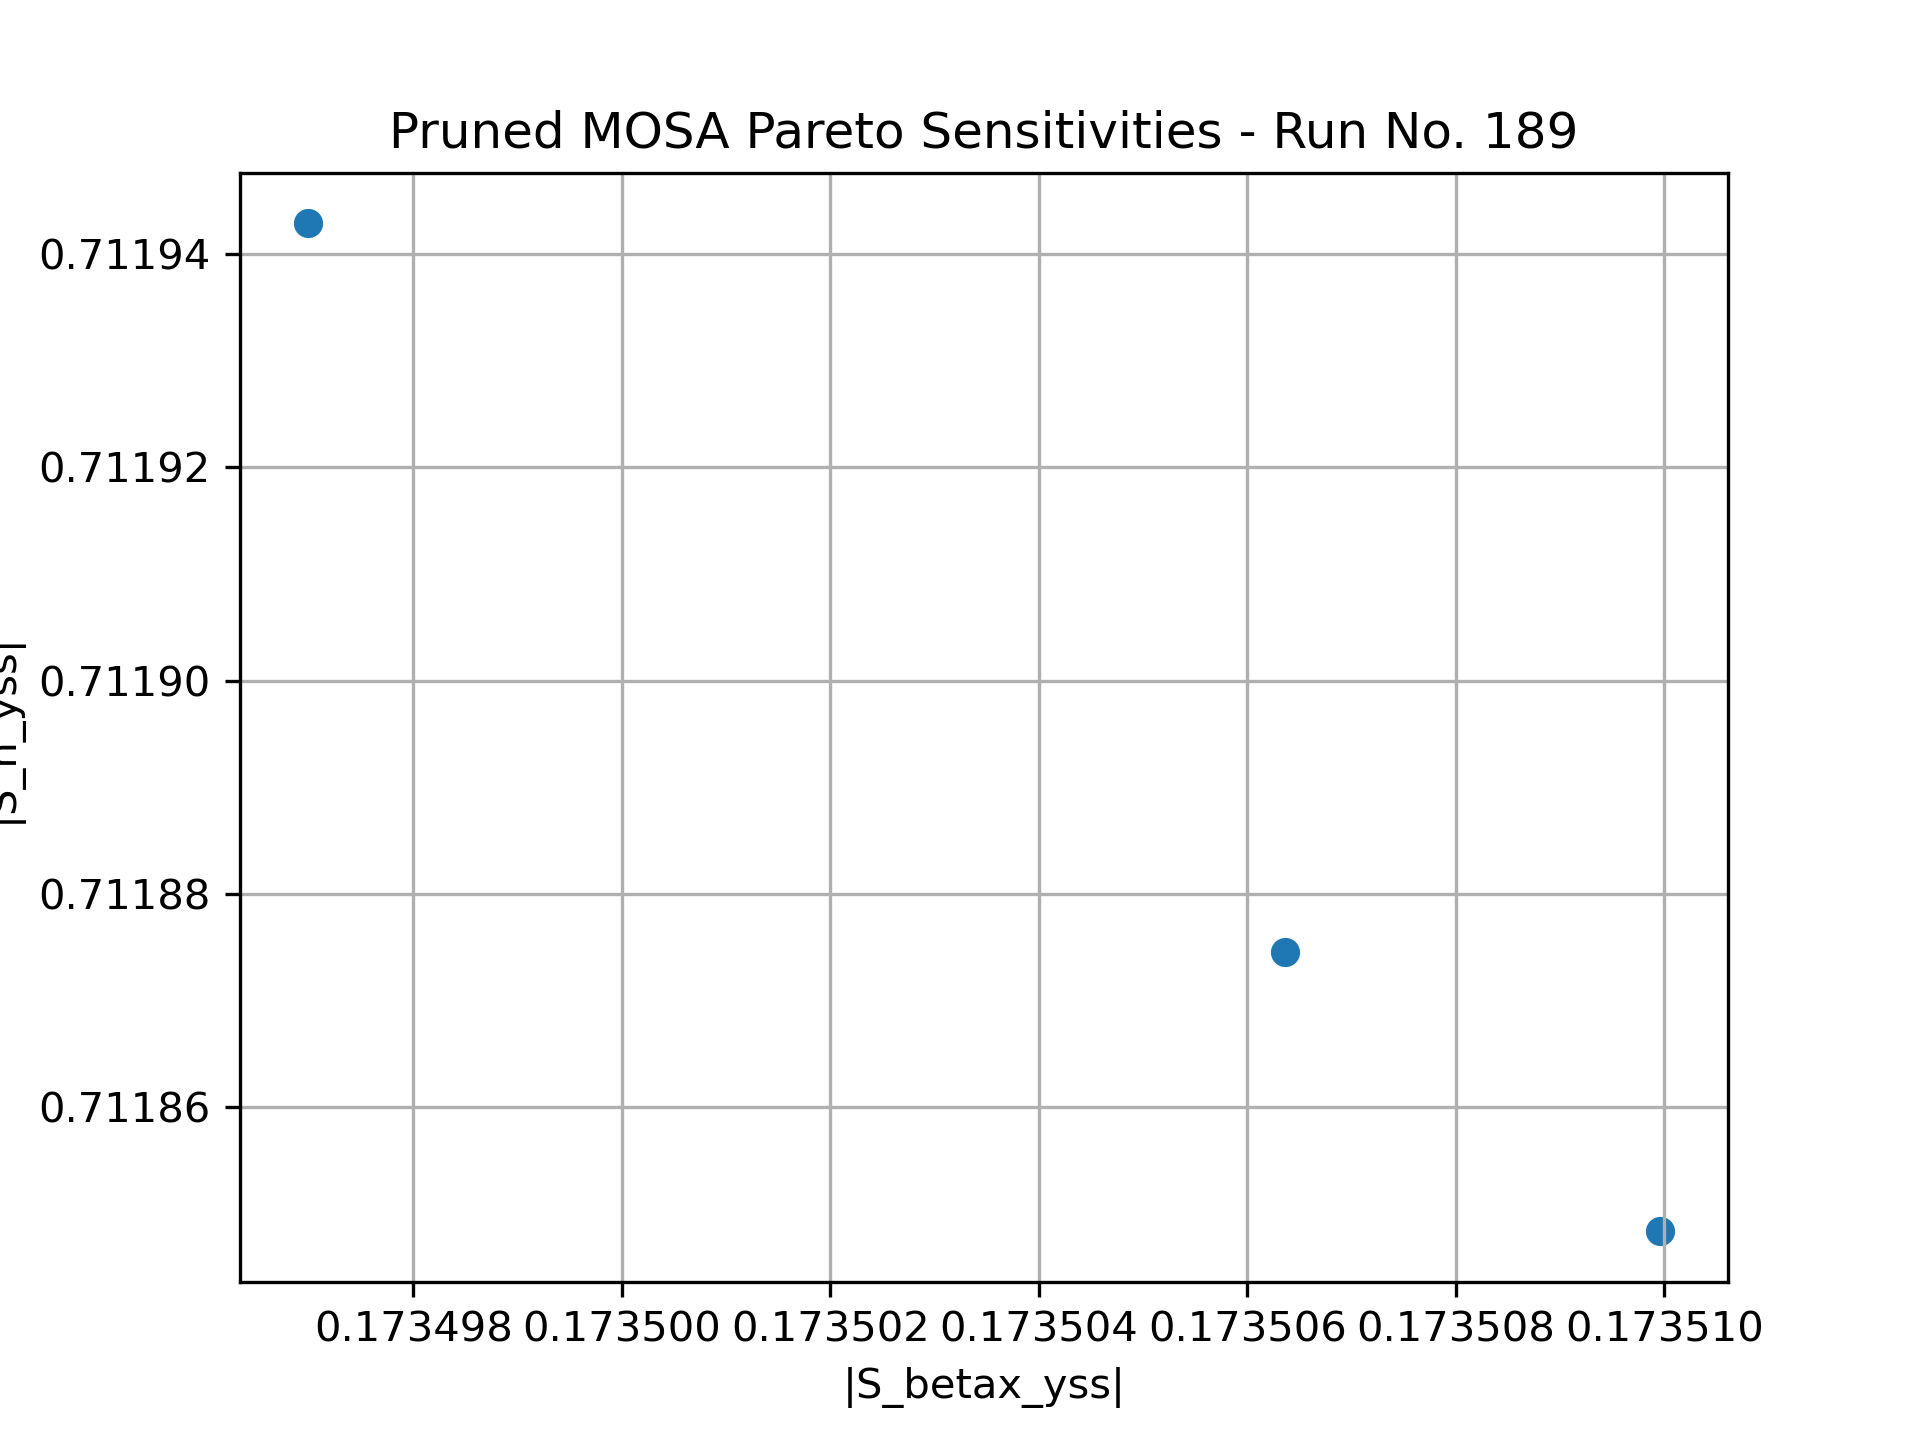 Pruned MOSA Pareto Sensitivities - Run No. 189
0.71194
0.71192
0.71190
0.71188
0.71186
|S_n_yss|
0.173498 0.173500 0.173502 0.173504 0.173506 0.173508 0.173510
|S_betax_yss|